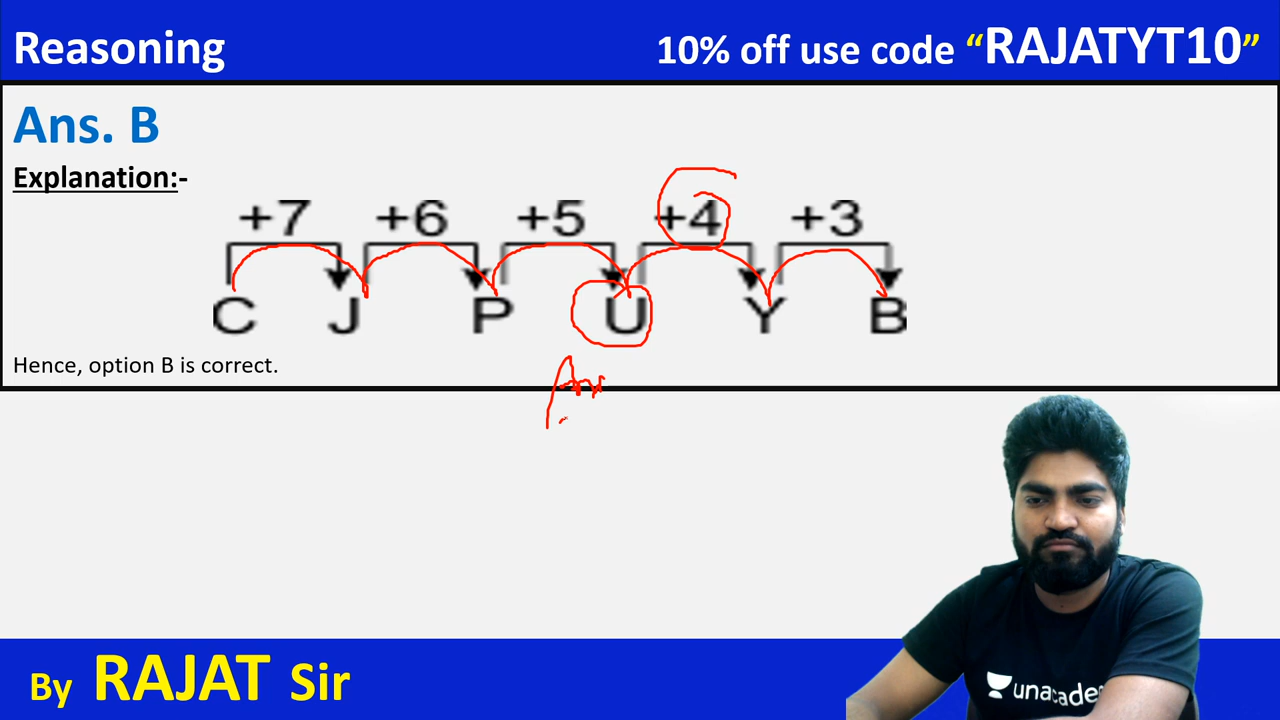 Reasoning
10% off use code “RAJATYT10”
Ans. B
Explanation:-
+7 +6 +5 +4 +3
C J P U Y B
Hence, option B is correct.
Ans
By RAJAT Sir